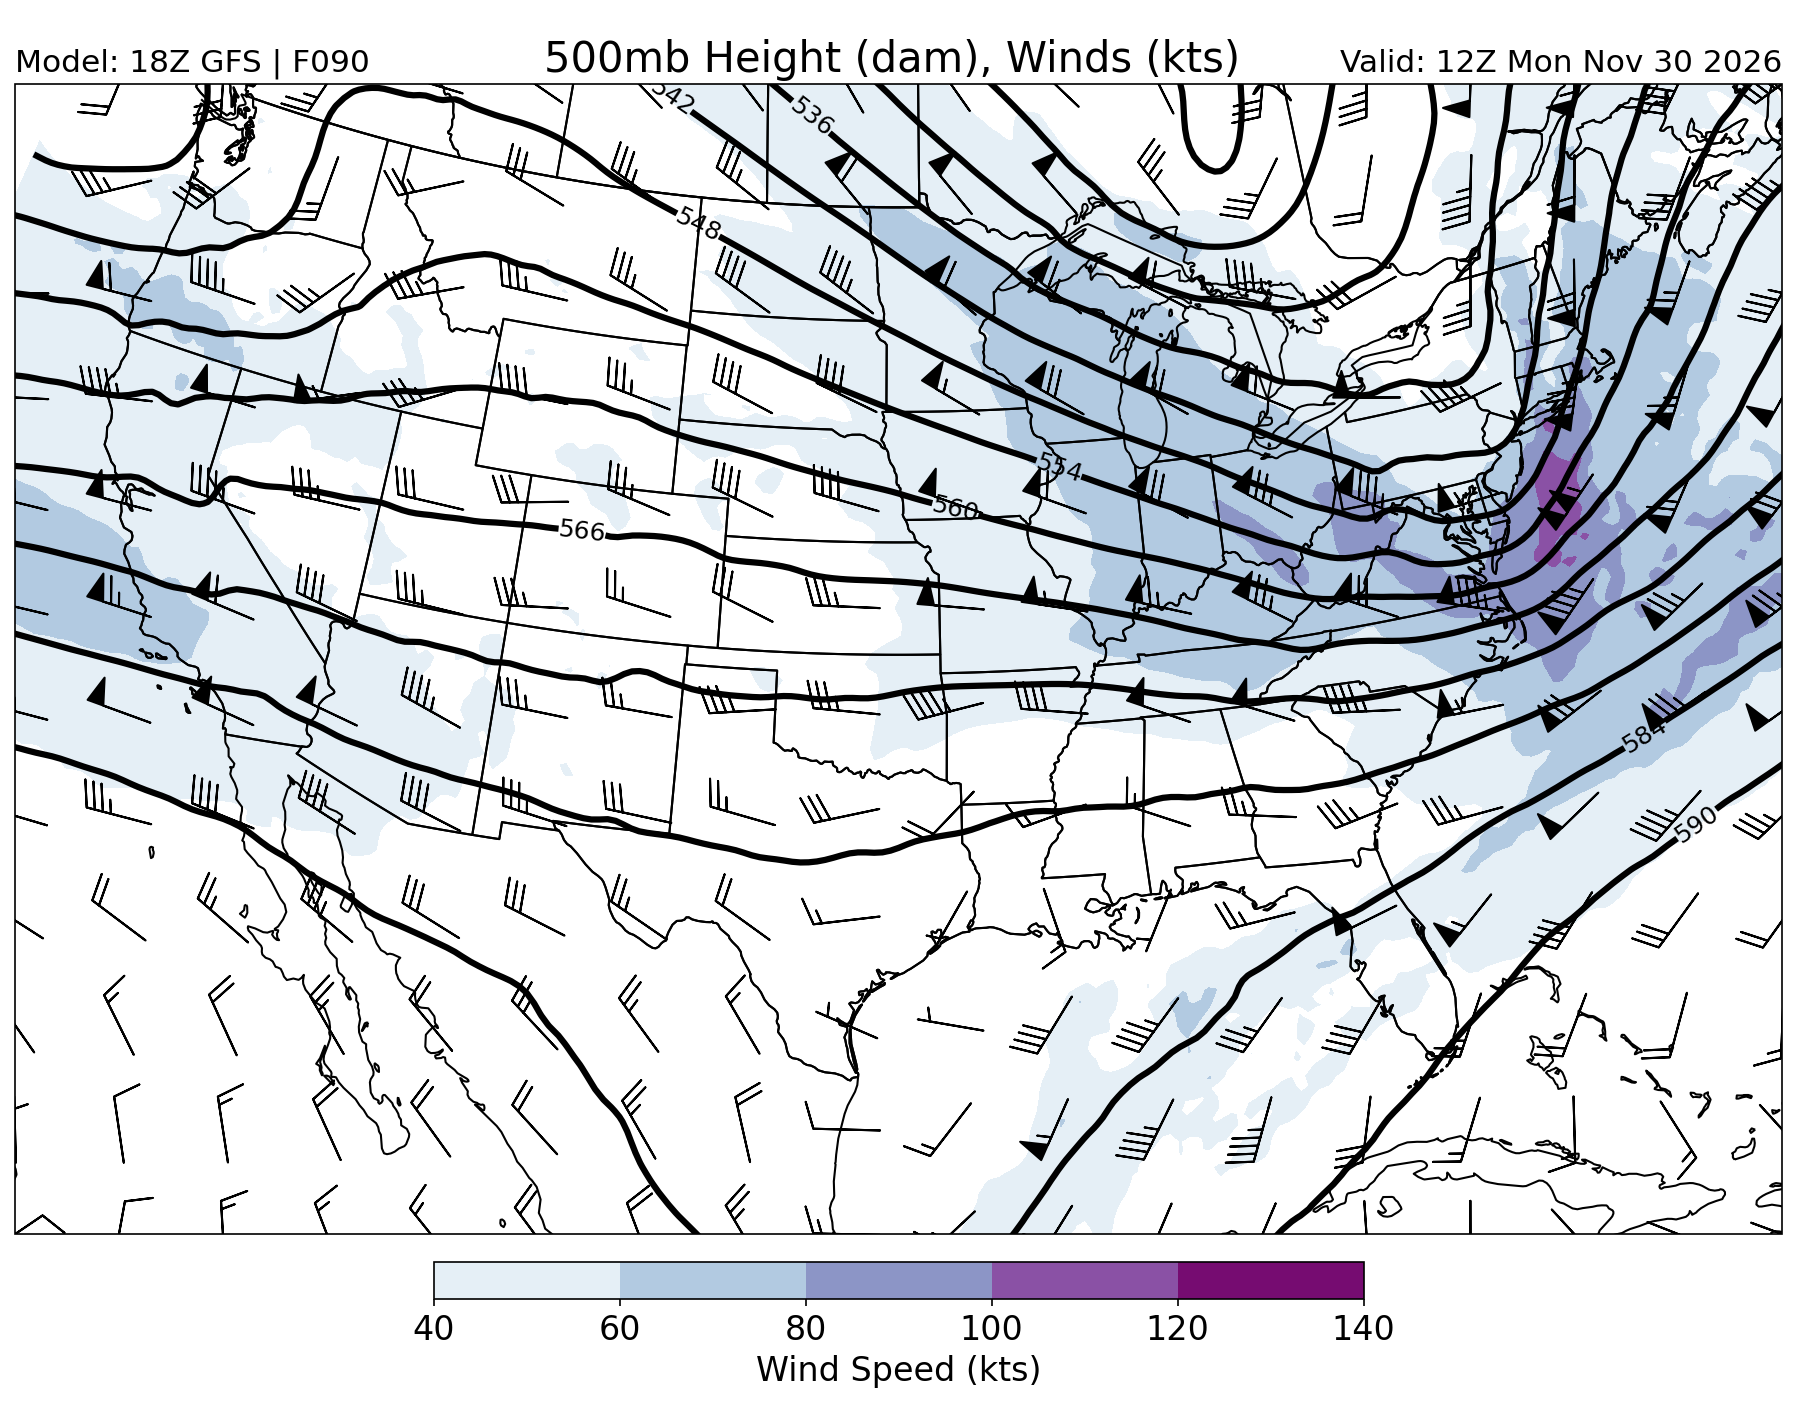 Model: 18Z GFS | F090
500mb Height (dam), Winds (kts)
Valid: 12Z Mon Nov 30 2026
542
536
548
554
560
566
584
590
40 60 80 100 120 140
Wind Speed (kts)